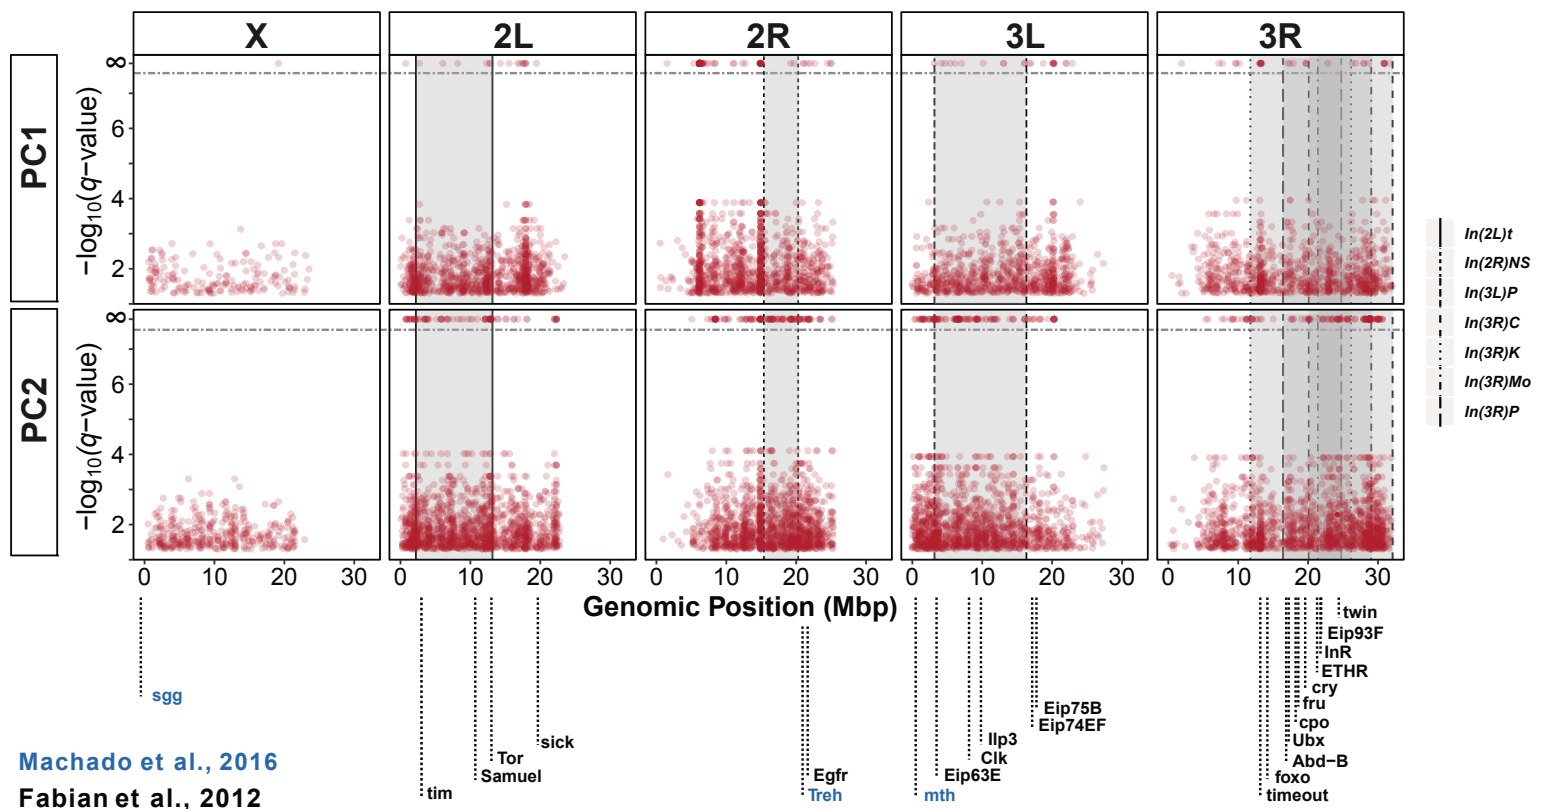 X 2L 2R 3L 3R
PC1
−log10(q−value)
∞
6
4
2
PC2
−log10(q−value)
∞
6
4
2
0 10 20 30 0 10 20 30 0 10 20 30 0 10 20 30 0 10 20 30
Genomic Position (Mbp)
In(2L)t
In(2R)NS
In(3L)P
In(3R)C
In(3R)K
In(3R)Mo
In(3R)P
sgg
tim
Samuel
Tor
sick
Treh
Egfr
mth
Eip63E
Clk
Ilp3
Eip74EF
Eip75B
twin
Eip93F
InR
ETHR
cry
fru
cpo
Ubx
Abd−B
foxo
timeout
Machado et al., 2016
Fabian et al., 2012